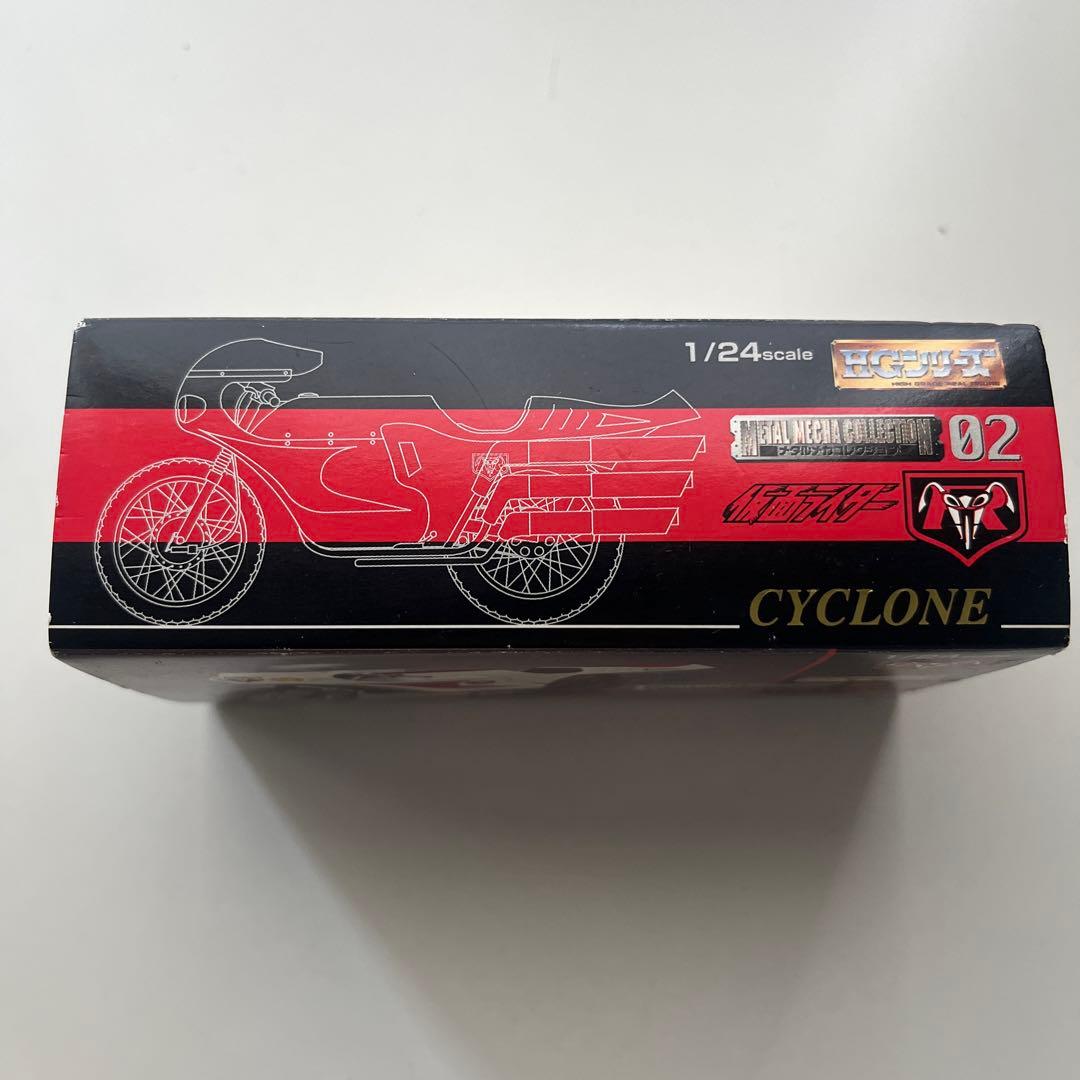 1/24scale
HGシリーズ
HIGH GRADE REAL FIGURE
METAL MECHA COLLECTION
メタルメカコレクション
02
仮面ライダー
CYCLONE